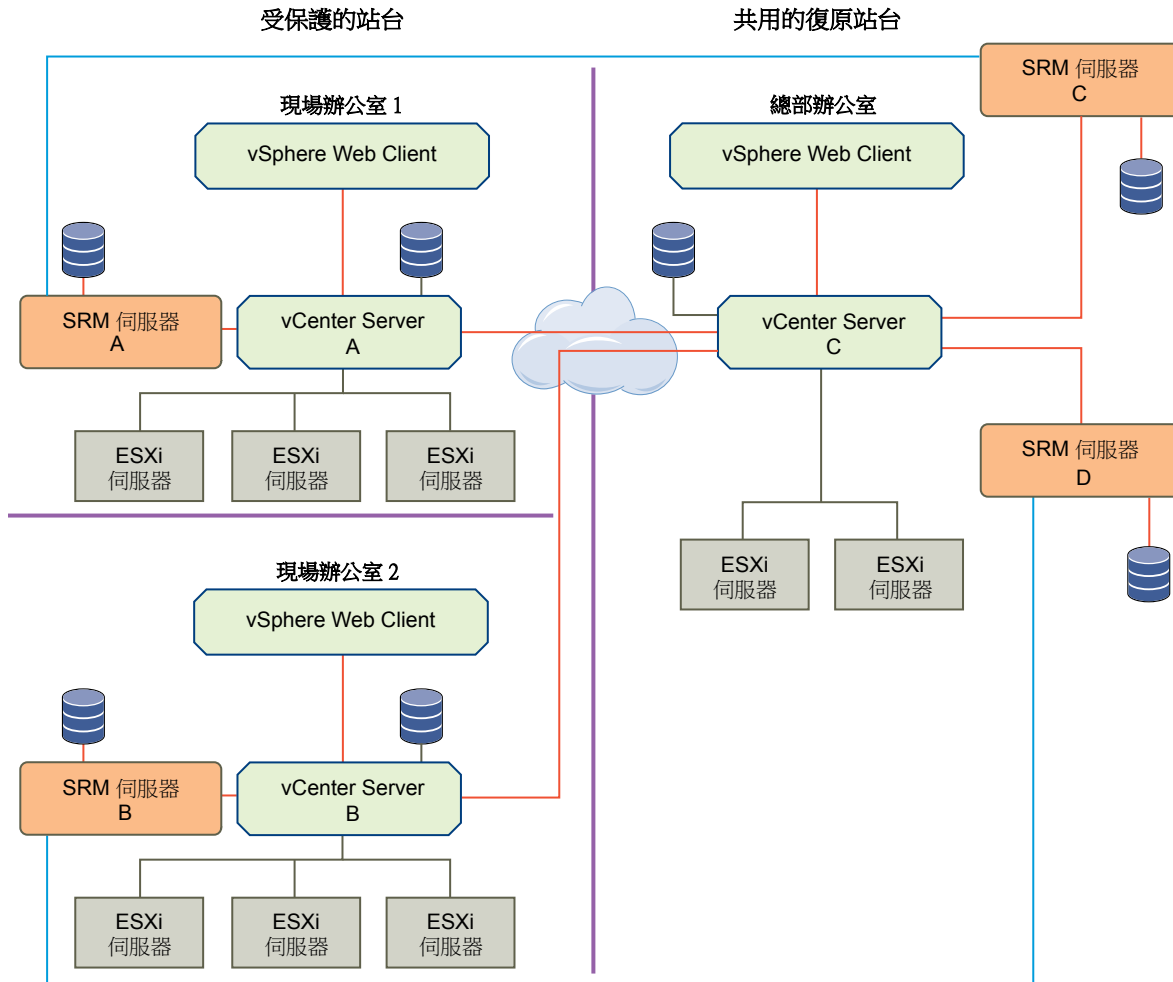 受保護的站台
共用的復原站台
SRM 伺服器
C
現場辦公室 1
vSphere Web Client
總部辦公室
vSphere Web Client
SRM 伺服器
A
vCenter Server
A
vCenter Server
C
ESXi
伺服器
ESXi
伺服器
ESXi
伺服器
SRM 伺服器
D
ESXi
伺服器
ESXi
伺服器
現場辦公室 2
vSphere Web Client
SRM 伺服器
B
vCenter Server
B
ESXi
伺服器
ESXi
伺服器
ESXi
伺服器